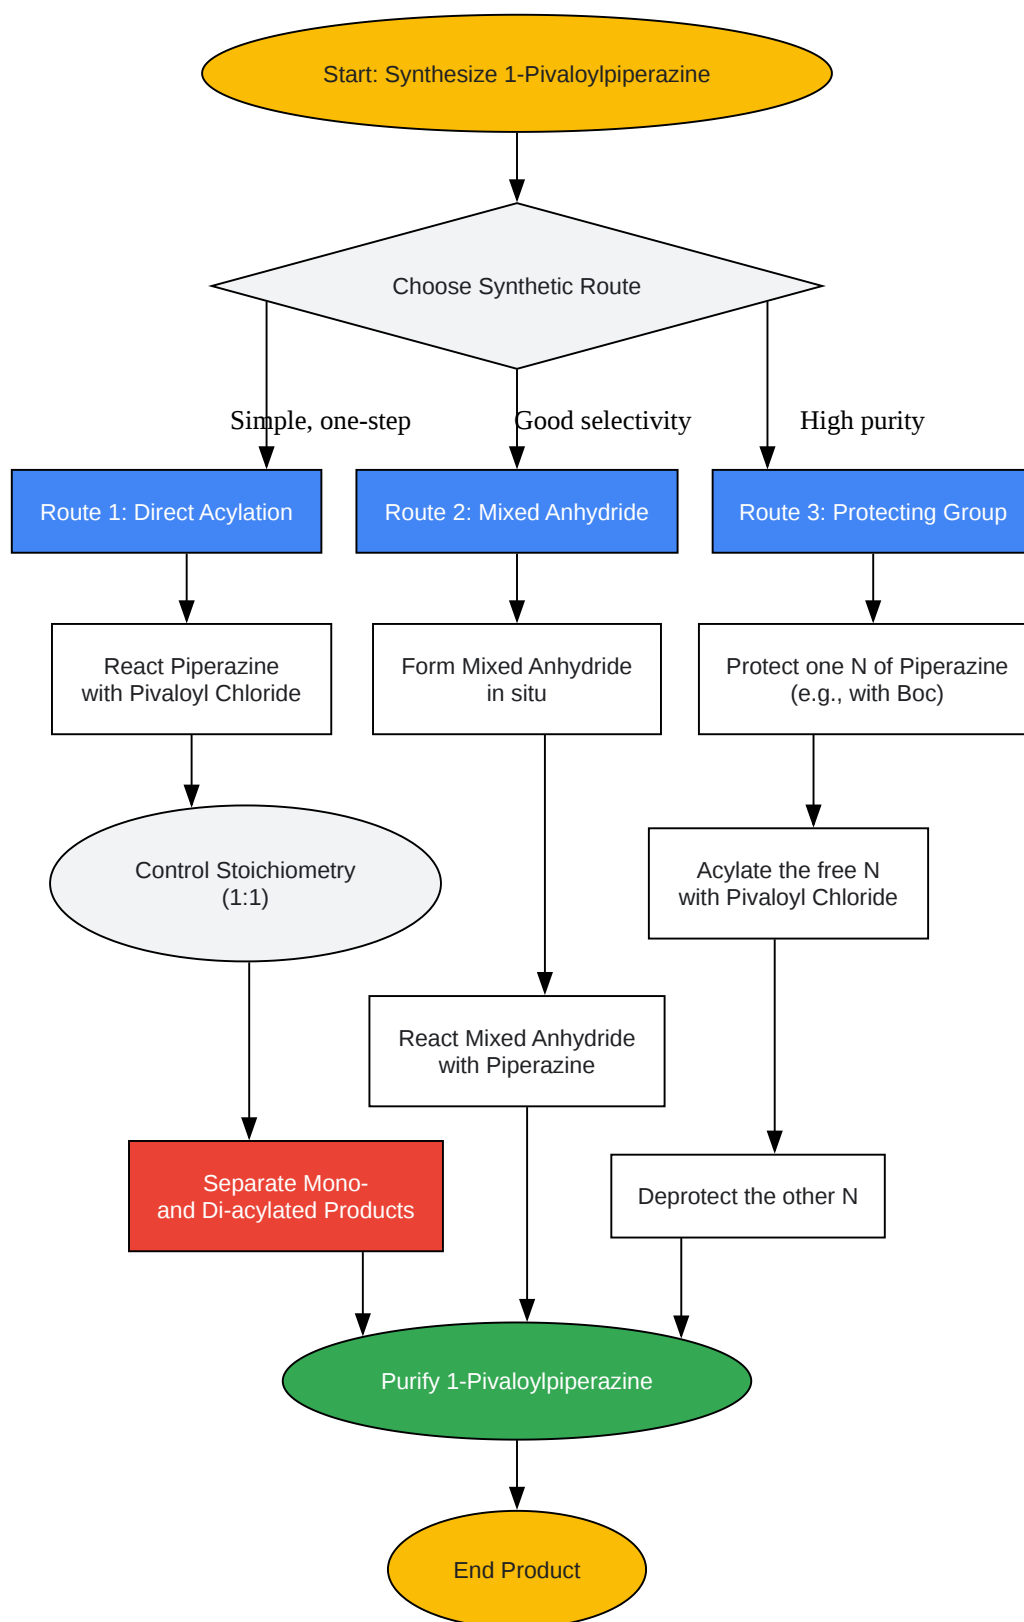 Start: Synthesize 1-Pivaloylpiperazine
Choose Synthetic Route
Simple, one-step
Good selectivity
High purity
Route 1: Direct Acylation
Route 2: Mixed Anhydride
Route 3: Protecting Group
React Piperazine
with Pivaloyl Chloride
Form Mixed Anhydride
in situ
Protect one N of Piperazine
(e.g., with Boc)
Control Stoichiometry
(1:1)
Acylate the free N
with Pivaloyl Chloride
React Mixed Anhydride
with Piperazine
Separate Mono-
and Di-acylated Products
Deprotect the other N
Purify 1-Pivaloylpiperazine
End Product